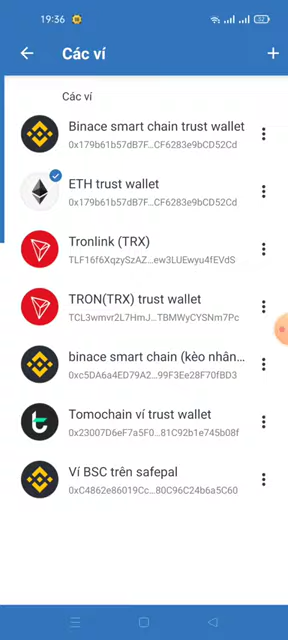 19:36
Các ví
Các ví
Binace smart chain trust wallet
0x179b61b57dB7F...CF6283e9bCD52Cd
ETH trust wallet
0x179b61b57dB7F...CF6283e9bCD52Cd
Tronlink (TRX)
TLF16f6XqzySzAZ...ew3LUEwyu4fEVdS
TRON(TRX) trust wallet
TCL3wmvr2L7HmJ...TBMWyCYSNm7Pc
binace smart chain (kèo nhân...
0xc5DA6a4ED79A2...99F3Ee28F70fBD3
Tomochain ví trust wallet
0x23007D6eF7a5F0...81C92b1e745b08f
Ví BSC trên safepal
0xC4862e86019Cc...80C96C24b6a5C60